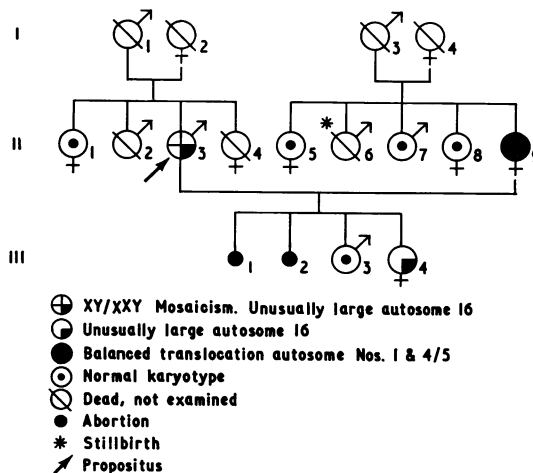 I
1
2
3
4
II
1
2
3
4
5
*
6
7
8
III
1
2
3
4
XY/XXY Mosaicism. Unusually large autosome 16
Unusually large autosome 16
Balanced translocation autosome Nos. 1 & 4/5
Normal karyotype
Dead, not examined
Abortion
* Stillbirth
Propositus